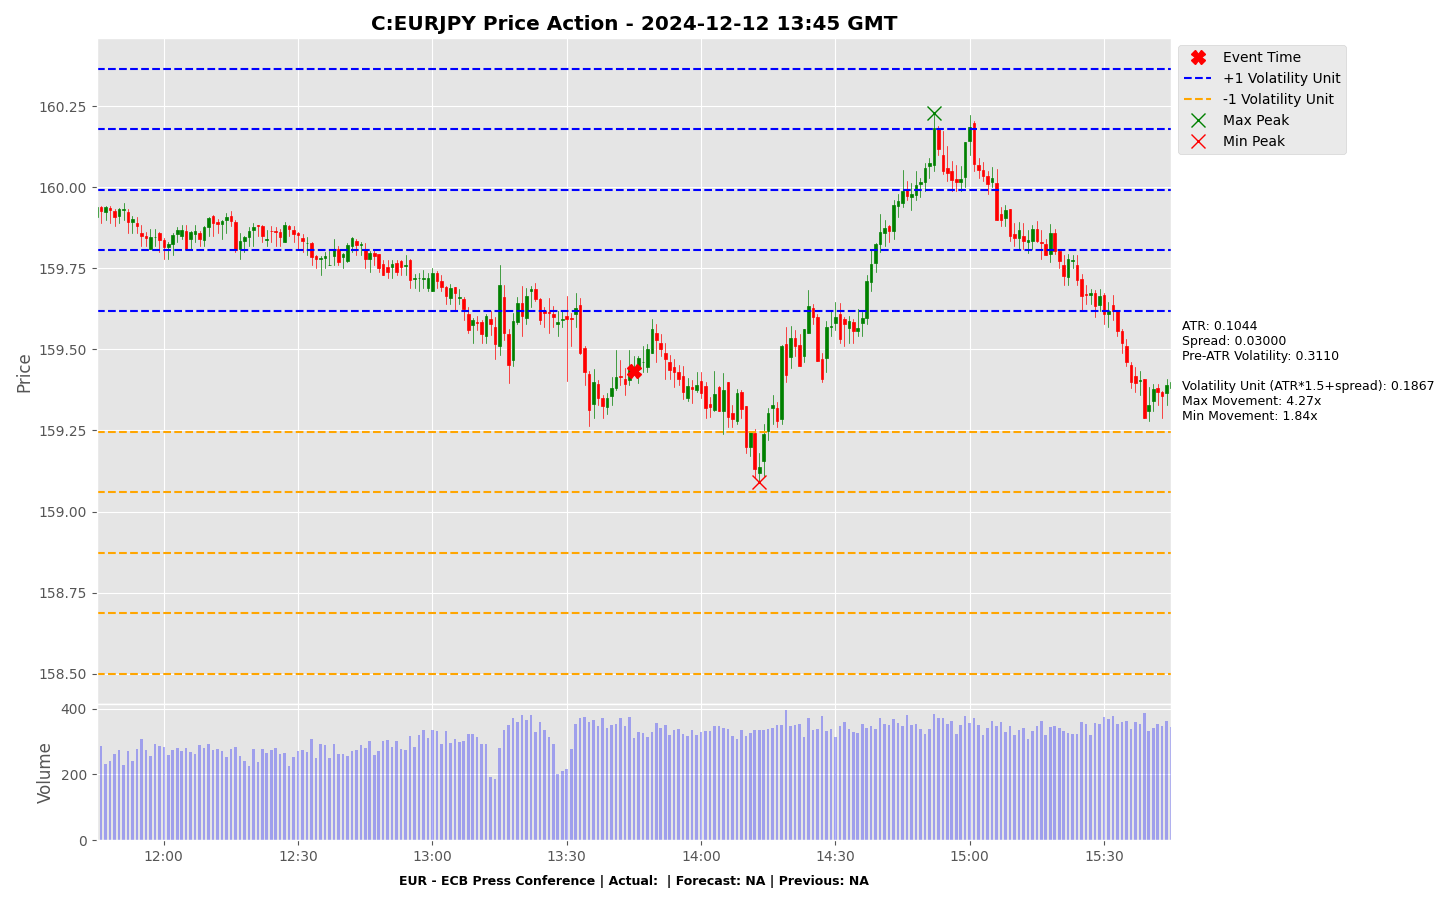 C:EURJPY Price Action - 2024-12-12 13:45 GMT
Event Time
+1 Volatility Unit
-1 Volatility Unit
Max Peak
Min Peak
160.25
160.00
159.75
159.50
159.25
159.00
158.75
158.50
Price
ATR: 0.1044
Spread: 0.03000
Pre-ATR Volatility: 0.3110
Volatility Unit (ATR*1.5+spread): 0.1867
Max Movement: 4.27x
Min Movement: 1.84x
400
200
0
Volume
12:00 12:30 13:00 13:30 14:00 14:30 15:00 15:30
EUR - ECB Press Conference | Actual:  | Forecast: NA | Previous: NA